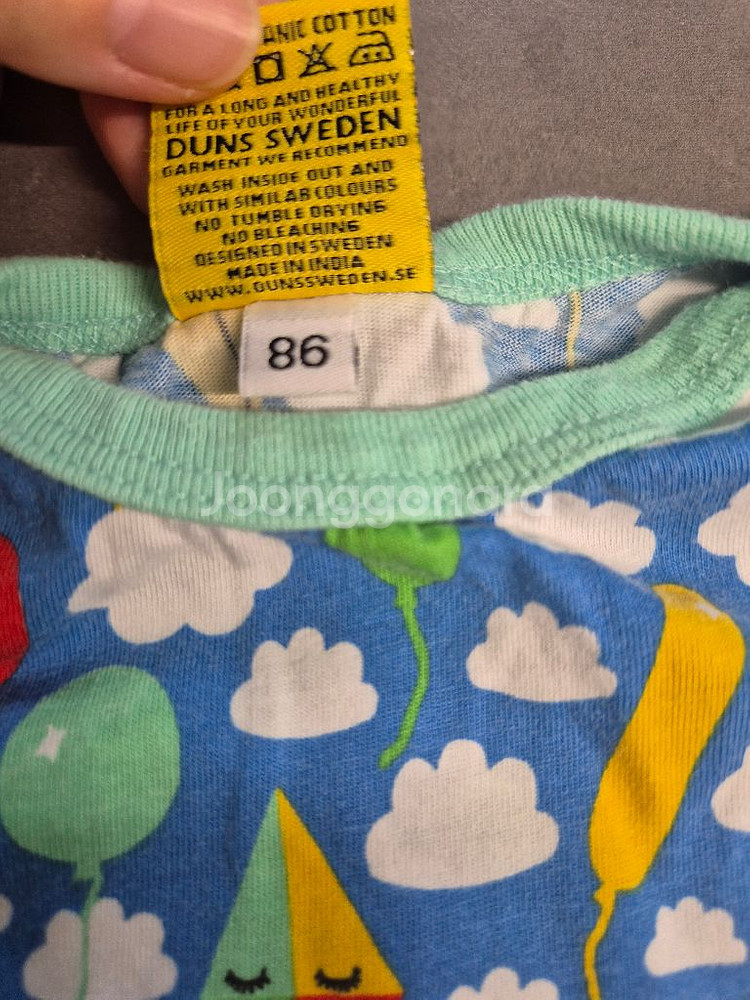 ANIC COTTON
FOR A LONG AND HEALTHY
LIFE OF YOUR WONDERFUL
DUNS SWEDEN
GARMENT WE RECOMMEND
WASH INSIDE OUT AND
WITH SIMILAR COLOURS
NO TUMBLE DRYING
NO BLEACHING
DESIGNED IN SWEDEN
MADE IN INDIA
WWW.DUNSSWEDEN.SE
86
Joonggonara